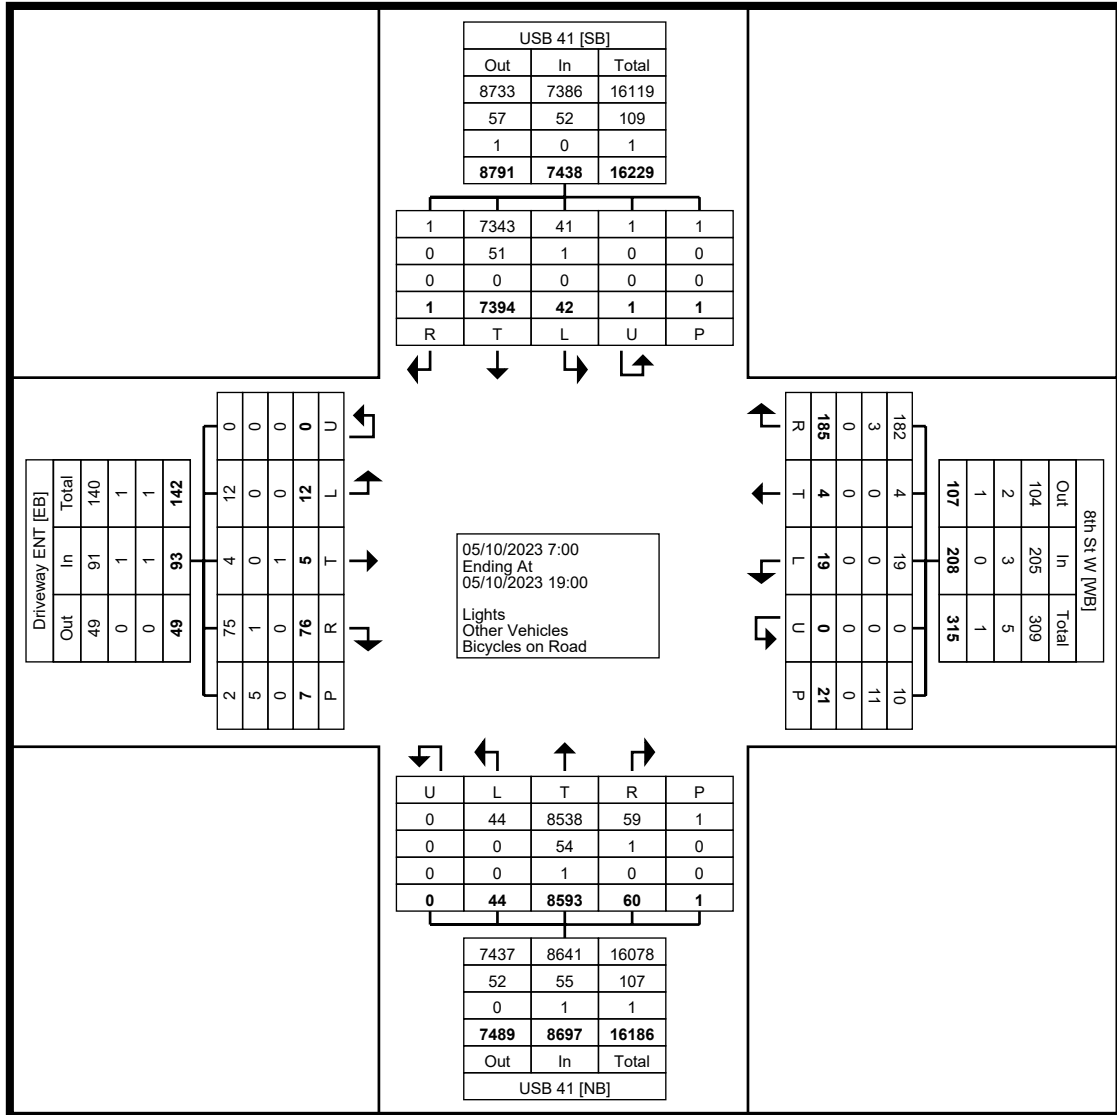 USB 41 [SB]
Out In Total
8733 7386 16119
57 52 109
1 0 1
8791 7438 16229
1 7343 41 1 1
0 51 1 0 0
0 0 0 0 0
1 7394 42 1 1
R T L U P
Driveway ENT [EB]
Total In Out
140 91 49
1 1 0
1 1 0
142 93 49
0 12 4 75 2
0 0 0 1 5
0 0 1 0 0
0 12 5 76 7
U L T R P
05/10/2023 7:00
Ending At
05/10/2023 19:00
Lights
Other Vehicles
Bicycles on Road
8th St W [WB]
Out In Total
104 205 309
2 3 5
1 0 1
107 208 315
182 4 19 0 10
3 0 0 0 11
0 0 0 0 0
185 4 19 0 21
R T L U P
U L T R P
0 44 8538 59 1
0 0 54 1 0
0 0 1 0 0
0 44 8593 60 1
7437 8641 16078
52 55 107
0 1 1
7489 8697 16186
Out In Total
USB 41 [NB]